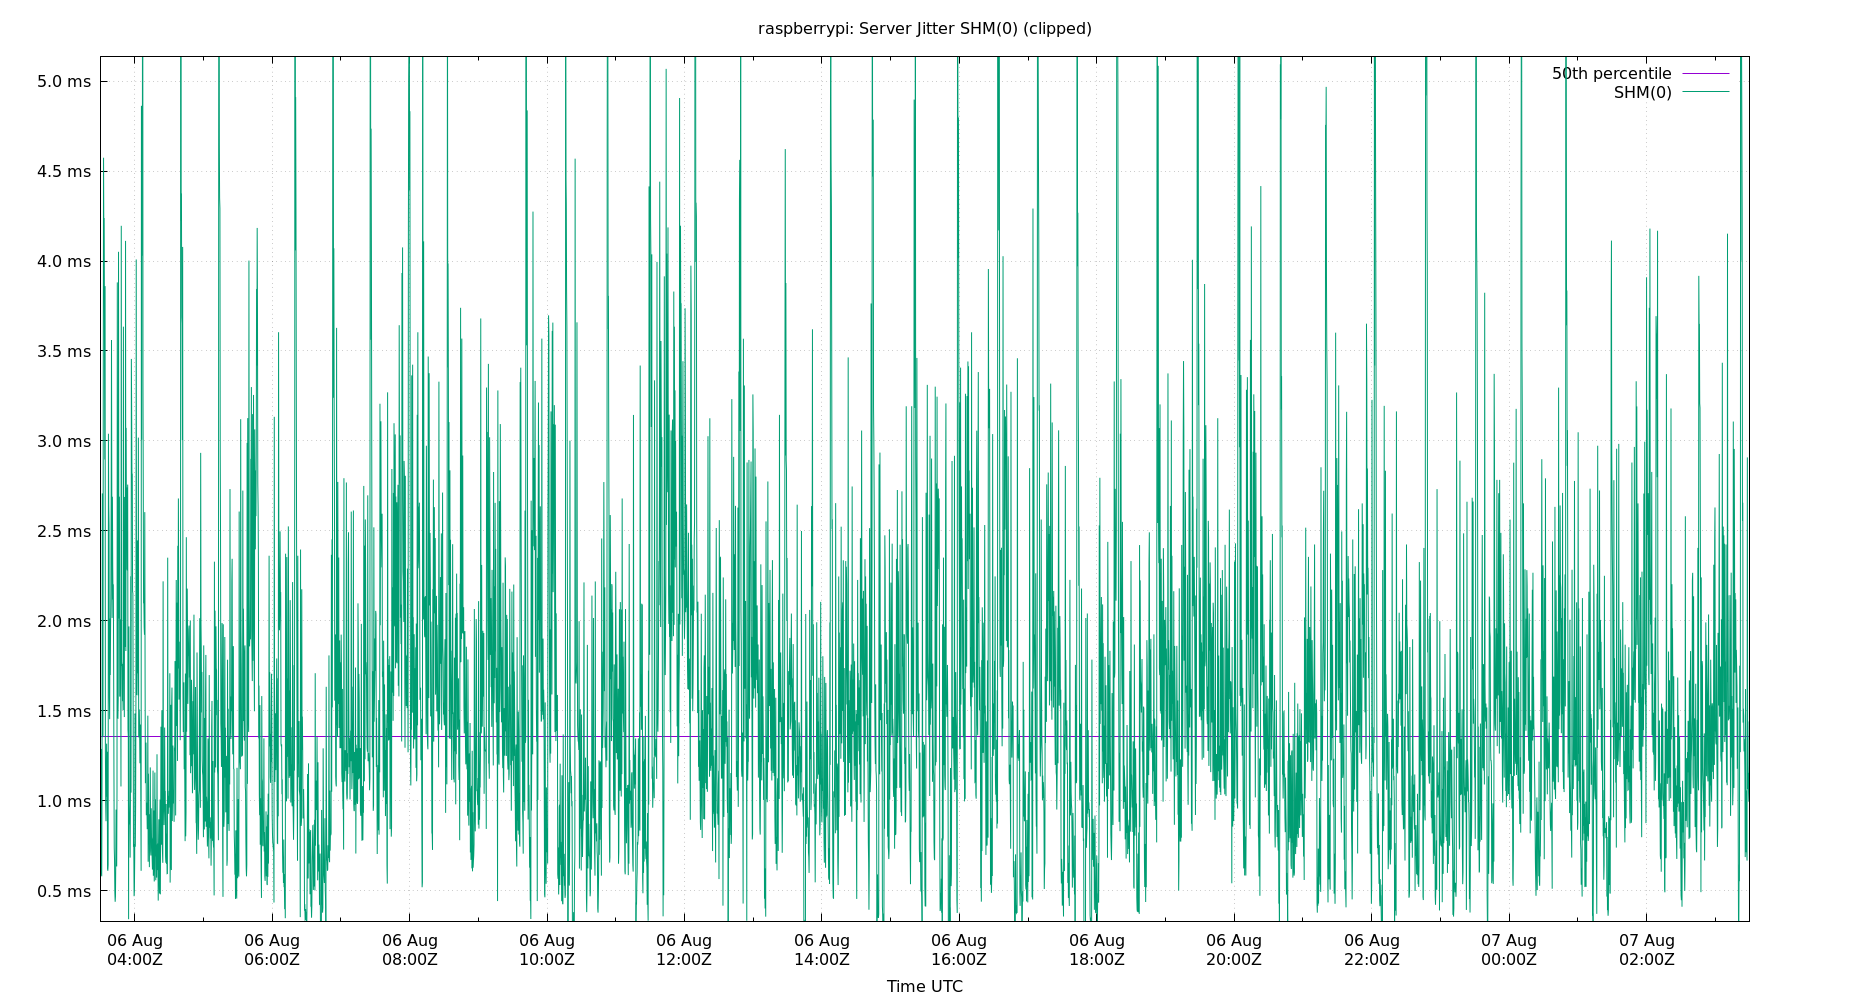 raspberrypi: Server Jitter SHM(0) (clipped)
50th percentile
SHM(0)
5.0 ms
4.5 ms
4.0 ms
3.5 ms
3.0 ms
2.5 ms
2.0 ms
1.5 ms
1.0 ms
0.5 ms
06 Aug 06 Aug 06 Aug 06 Aug 06 Aug 06 Aug 06 Aug 06 Aug 06 Aug 06 Aug 07 Aug 07 Aug
04:00Z 06:00Z 08:00Z 10:00Z 12:00Z 14:00Z 16:00Z 18:00Z 20:00Z 22:00Z 00:00Z 02:00Z
Time UTC